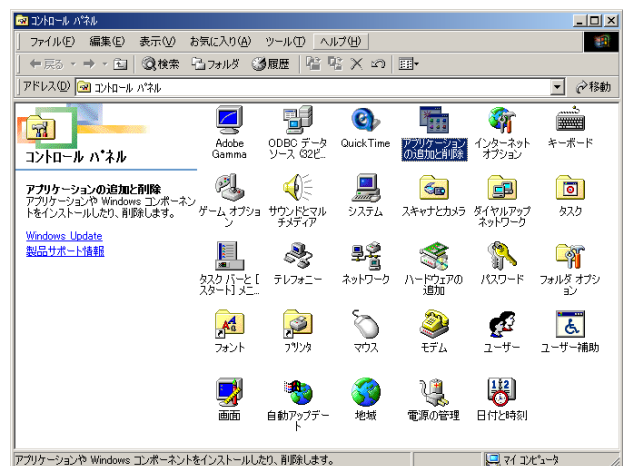 コントロール パネル
ファイル(F) 編集(E) 表示(V) お気に入り(A) ツール(T) ヘルプ(H)
戻る 検索 フォルダ 履歴
アドレス(D) コントロール パネル 移動
コントロール パネル
アプリケーションの追加と削除
アプリケーションや Windows コンポーネン
トをインストールしたり、削除します。
Windows Update
製品サポート情報
Adobe
Gamma
ODBC データ
ソース (32ビ...
QuickTime
アプリケーション
の追加と削除
インターネット
オプション
キーボード
ゲーム オプショ
ン
サウンドとマル
チメディア
システム
スキャナとカメラ
ダイヤルアップ
ネットワーク
タスク
タスク バーと [
スタート] メニ...
テレフォニー
ネットワーク
ハードウェアの
追加
パスワード
フォルダ オプシ
ョン
フォント
プリンタ
マウス
モデム
ユーザー
ユーザー補助
画面
自動アップデー
ト
地域
電源の管理
日付と時刻
アプリケーションや Windows コンポーネントをインストールしたり、削除します。
マイ コンピュータ